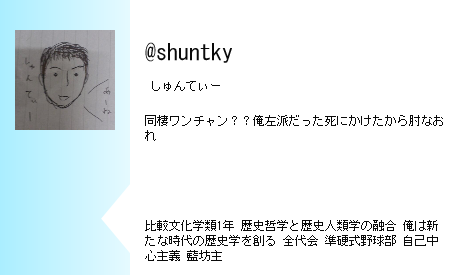 @shuntky
しゅんてぃー
同棲ワンチャン？？俺左派だった死にかけたから肘なお
れ
比較文化学類1年 歴史哲学と歴史人類学の融合 俺は新
たな時代の歴史学を創る 全代会 準硬式野球部 自己中
心主義 藍坊主
しゅんてぃー
あーね